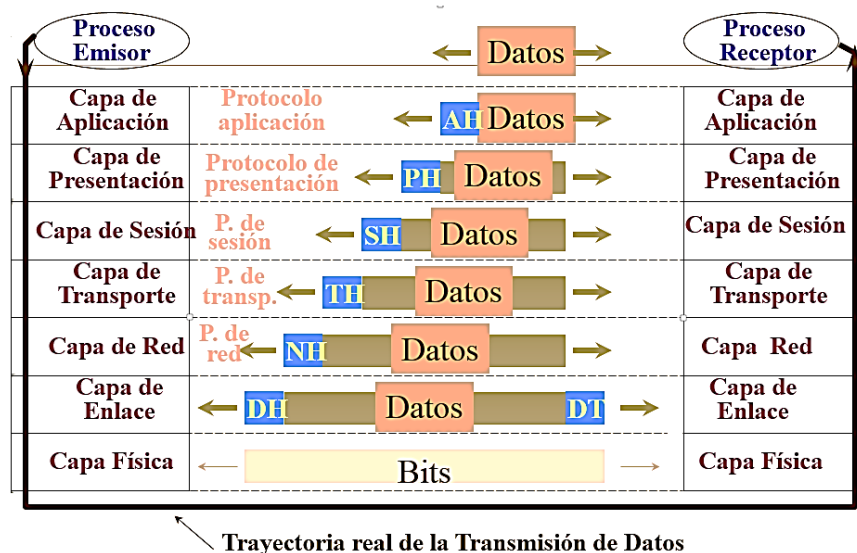 Proceso
Emisor
Datos
Proceso
Receptor
Capa de
Aplicación
Protocolo
aplicación
AH
Datos
Capa de
Aplicación
Capa de
Presentación
Protocolo de
presentación
PH
Datos
Capa de
Presentación
Capa de Sesión
P. de
sesión
SH
Datos
Capa de Sesión
Capa de
Transporte
P. de
transp.
TH
Datos
Capa de
Transporte
Capa de Red
P. de
red
NH
Datos
Capa Red
Capa de
Enlace
DH
Datos
DT
Capa de
Enlace
Capa Física
Bits
Capa Física
Trayectoria real de la Transmisión de Datos